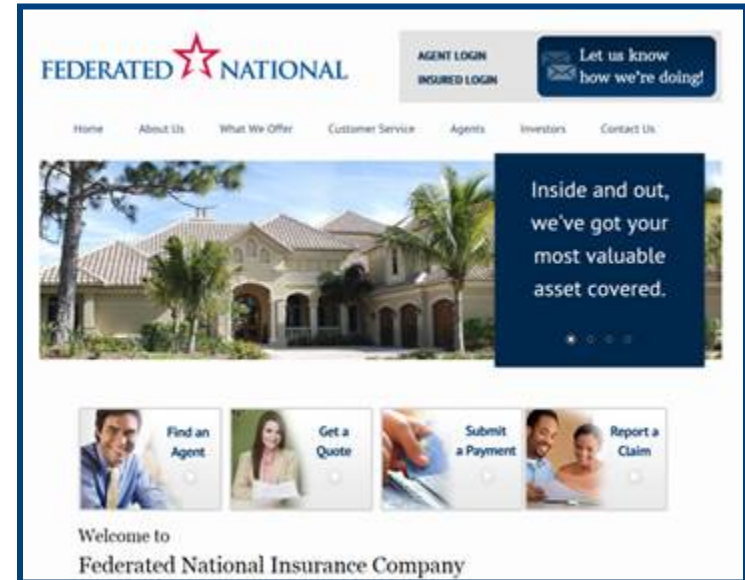 FEDERATED NATIONAL
AGENT LOGIN
INSURED LOGIN
Let us know
how we're doing!
Home About Us What We Offer Customer Service Agents Investors Contact Us
Inside and out,
we've got your
most valuable
asset covered.
Find an
Agent
Get a
Quote
Submit
a Payment
Report a
Claim
Welcome to
Federated National Insurance Company